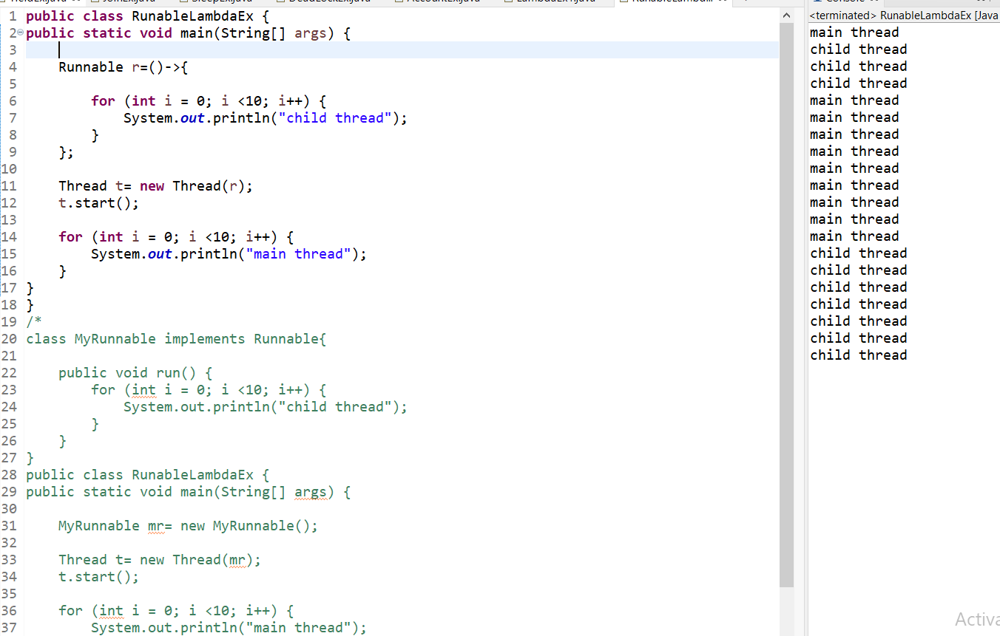 public class RunableLambdaEx {
public static void main(String[] args) {
Runnable r=()->{
for (int i = 0; i <10; i++) {
System.out.println("child thread");
}
};
Thread t= new Thread(r);
t.start();
for (int i = 0; i <10; i++) {
System.out.println("main thread");
}
}
}
/*
class MyRunnable implements Runnable{
public void run() {
for (int i = 0; i <10; i++) {
System.out.println("child thread");
}
}
}
public class RunableLambdaEx {
public static void main(String[] args) {
MyRunnable mr= new MyRunnable();
Thread t= new Thread(mr);
t.start();
for (int i = 0; i <10; i++) {
System.out.println("main thread");
1
2
3
4
5
6
7
8
9
10
11
12
13
14
15
16
17
18
19
20
21
22
23
24
25
26
27
28
29
30
31
32
33
34
35
36
37
<terminated> RunableLambdaEx [Java
main thread
child thread
child thread
child thread
main thread
main thread
main thread
main thread
main thread
main thread
main thread
main thread
main thread
child thread
child thread
child thread
child thread
child thread
child thread
child thread